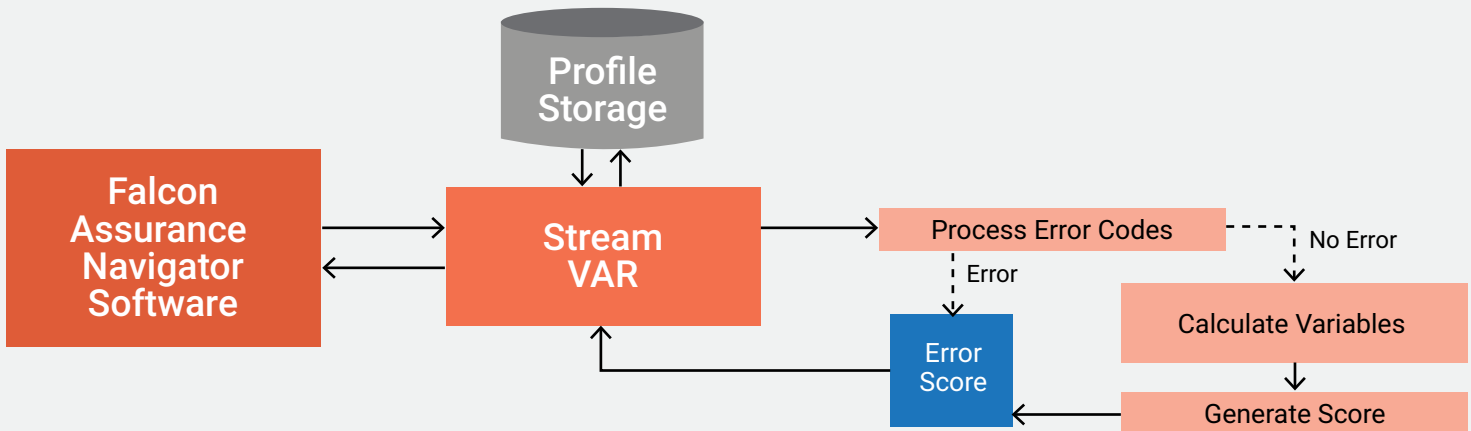 Profile
Storage
Falcon
Assurance
Navigator
Software
Stream
VAR
Process Error Codes
No Error
Error
Calculate Variables
Error
Score
Generate Score